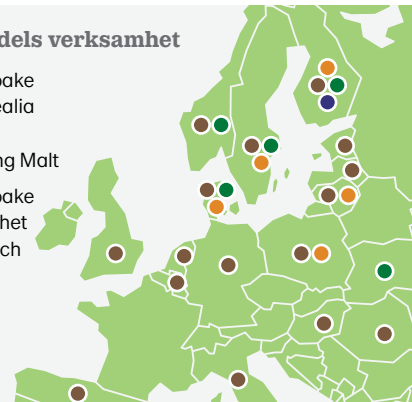 dels verksamhet
bake
ealia
ng Malt
bake
het
ch